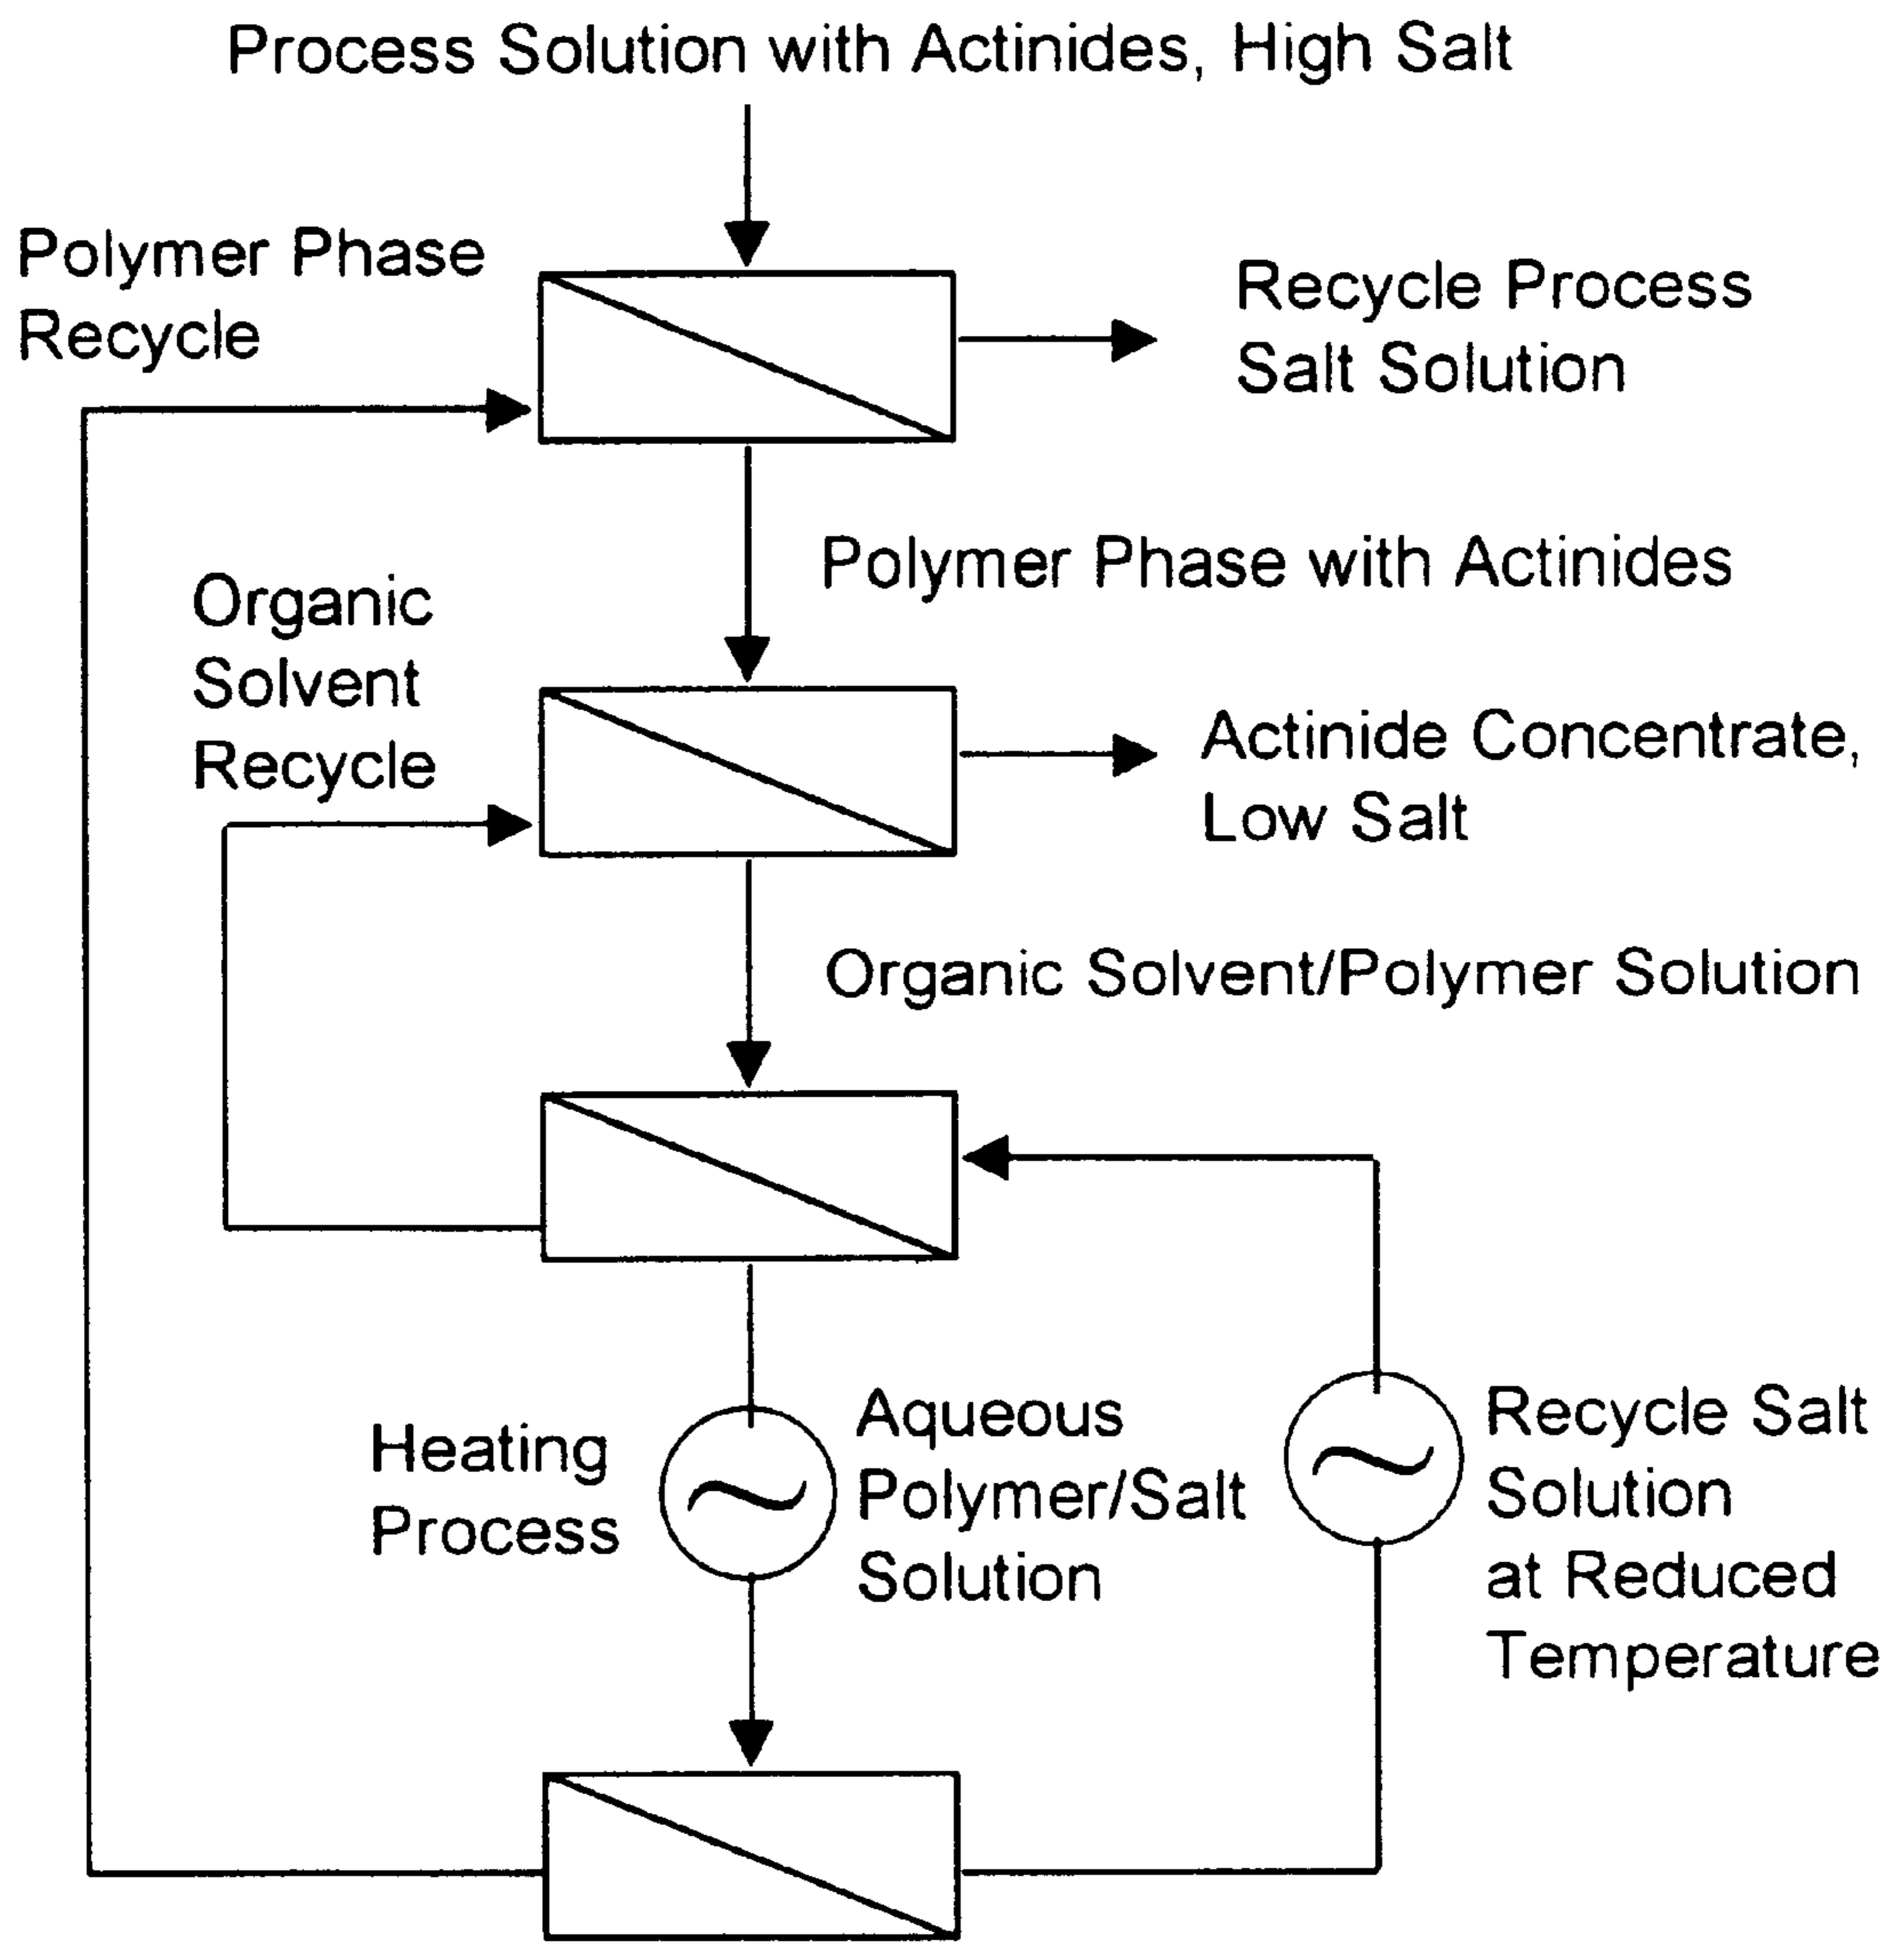 Process Solution with Actinides, High Salt
Polymer Phase
Recycle
Recycle Process
Salt Solution
Polymer Phase with Actinides
Organic
Solvent
Recycle
Actinide Concentrate,
Low Salt
Organic Solvent/Polymer Solution
Heating
Process
Aqueous
Polymer/Salt
Solution
Recycle Salt
Solution
at Reduced
Temperature